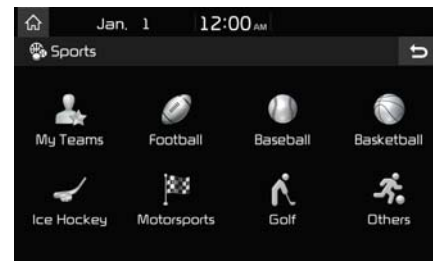 Jan. 1 12:00 AM
Sports
My Teams Football Baseball Basketball
Ice Hockey Motorsports Golf Others